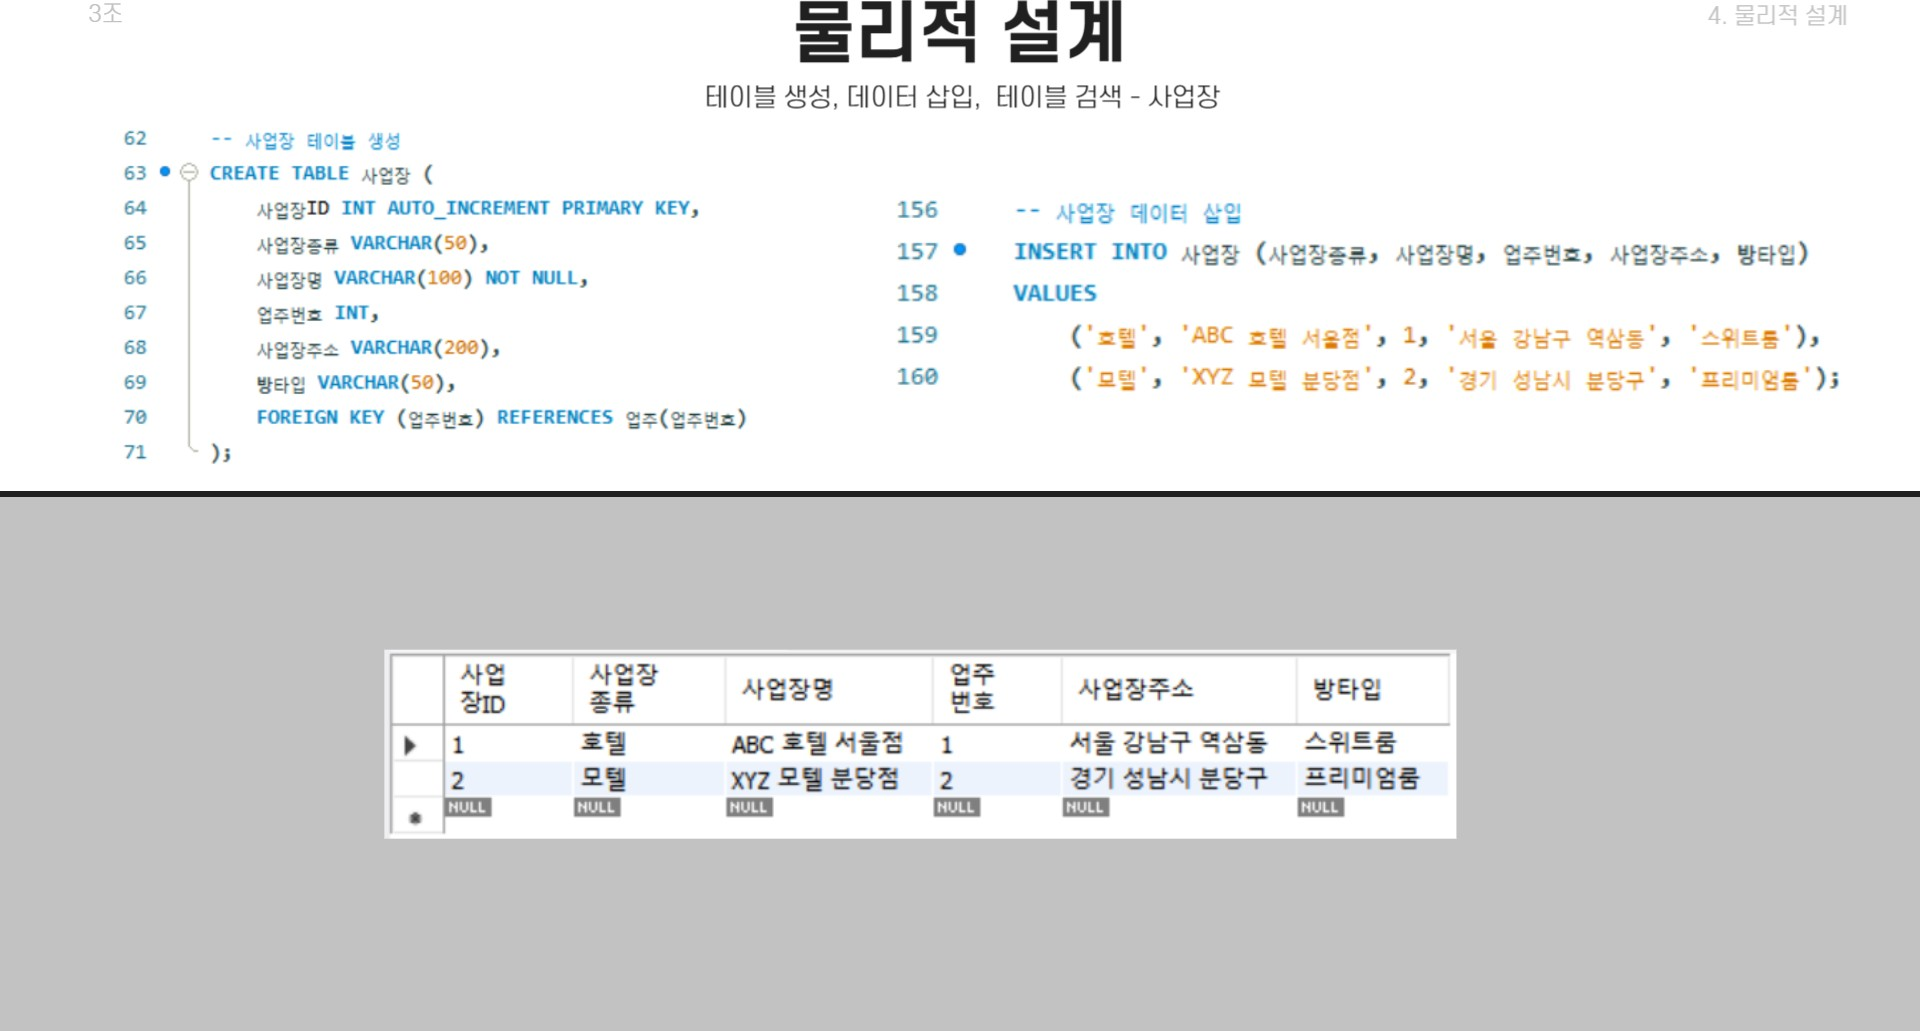 3조
물리적 설계
4. 물리적 설계
테이블 생성, 데이터 삽입, 테이블 검색 - 사업장
62 -- 사업장 테이블 생성
63 CREATE TABLE 사업장 (
64 사업장ID INT AUTO_INCREMENT PRIMARY KEY,
65 사업장종류 VARCHAR(50),
66 사업장명 VARCHAR(100) NOT NULL,
67 업주번호 INT,
68 사업장주소 VARCHAR(200),
69 방타입 VARCHAR(50),
70 FOREIGN KEY (업주번호) REFERENCES 업주(업주번호)
71 );
156 -- 사업장 데이터 삽입
157 INSERT INTO 사업장 (사업장종류, 사업장명, 업주번호, 사업장주소, 방타입)
158 VALUES
159 ('호텔', 'ABC 호텔 서울점', 1, '서울 강남구 역삼동', '스위트룸'),
160 ('모텔', 'XYZ 모텔 분당점', 2, '경기 성남시 분당구', '프리미엄룸');
사업장ID 사업장종류 사업장명 업주번호 사업장주소 방타입
1 호텔 ABC 호텔 서울점 1 서울 강남구 역삼동 스위트룸
2 모텔 XYZ 모텔 분당점 2 경기 성남시 분당구 프리미엄룸
NULL NULL NULL NULL NULL NULL